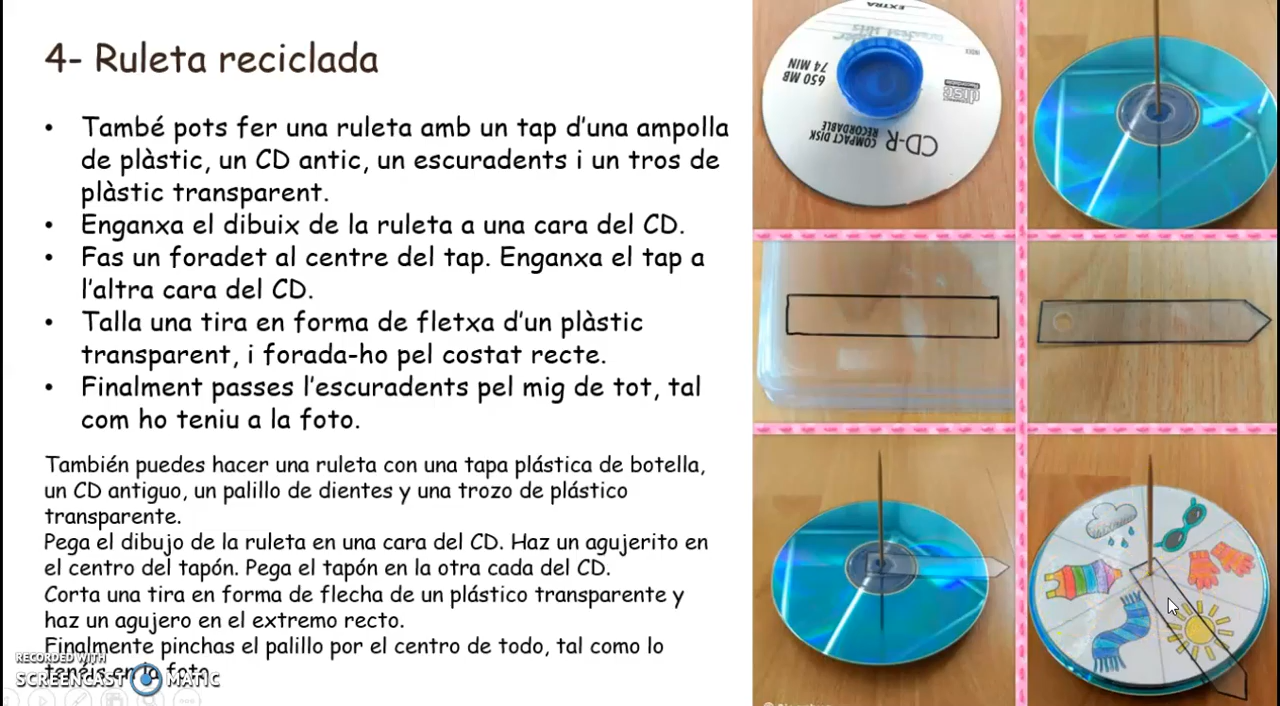 4- Ruleta reciclada
• També pots fer una ruleta amb un tap d’una ampolla
de plàstic, un CD antic, un escuradents i un tros de
plàstic transparent.
• Enganxa el dibuix de la ruleta a una cara del CD.
• Fas un foradet al centre del tap. Enganxa el tap a
l’altra cara del CD.
• Talla una tira en forma de fletxa d’un plàstic
transparent, i forada-ho pel costat recte.
• Finalment passes l’escuradents pel mig de tot, tal
com ho teniu a la foto.
También puedes hacer una ruleta con una tapa plástica de botella,
un CD antiguo, un palillo de dientes y una trozo de plástico
transparente.
Pega el dibujo de la ruleta en una cara del CD. Haz un agujerito en
el centro del tapón. Pega el tapón en la otra cada del CD.
Corta una tira en forma de flecha de un plástico transparente y
haz un agujero en el extremo recto.
Finalmente pinchas el palillo por el centro de todo, tal como lo
tenéis en la foto.
RECORDED WITH
SCREENCAST MATIC
EXTRA
INDEX
650 MB
74 MIN
disc
CD-R
COMPACT DISK
RECORDABLE